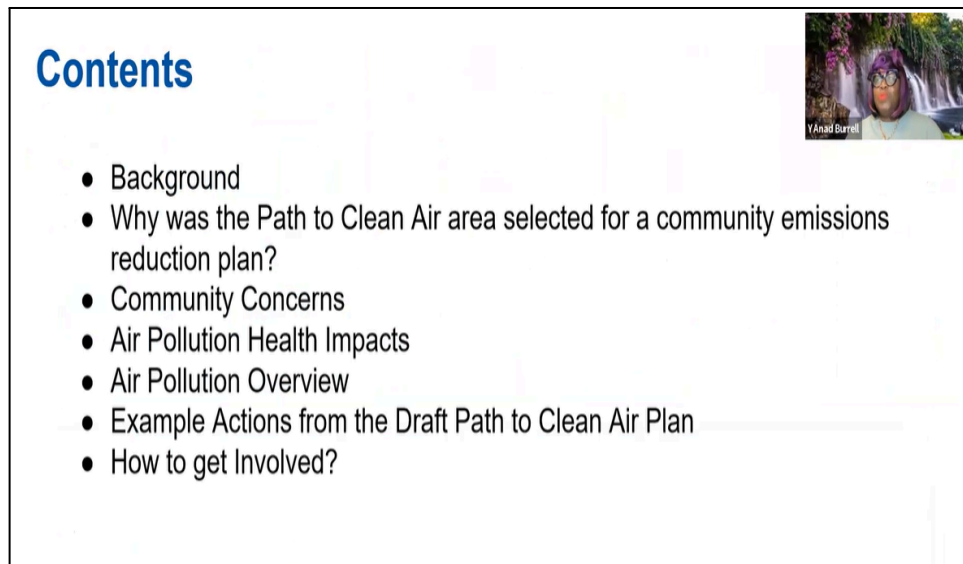 Contents
Y'Anad Burrell
● Background
● Why was the Path to Clean Air area selected for a community emissions
reduction plan?
● Community Concerns
● Air Pollution Health Impacts
● Air Pollution Overview
● Example Actions from the Draft Path to Clean Air Plan
● How to get Involved?